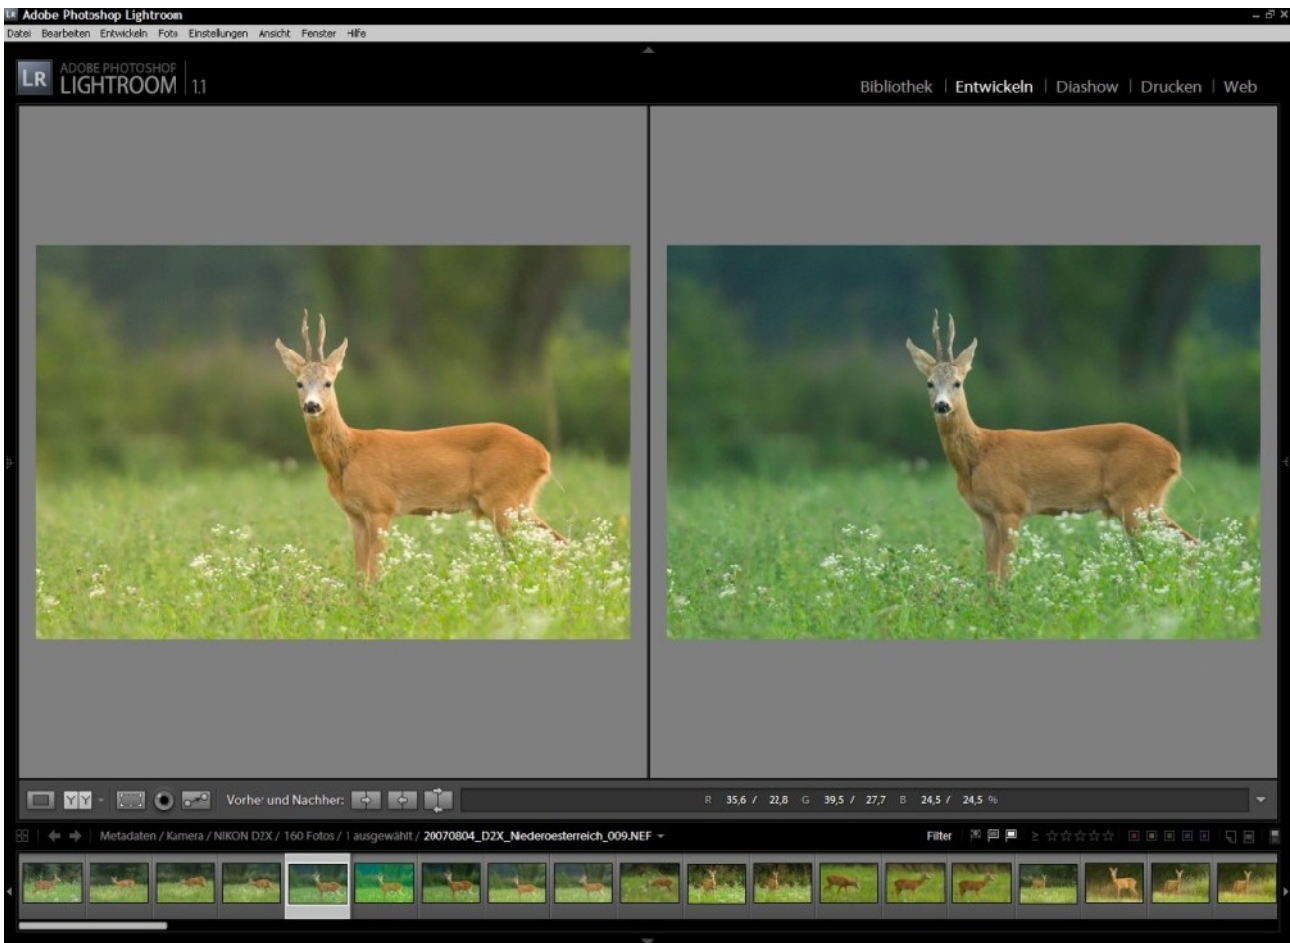 LR Adobe Photoshop Lightroom
Datei Bearbeiten Entwickeln Foto Einstellungen Ansicht Fenster Hilfe
LR ADOBE PHOTOSHOP
LIGHTROOM 1.1
Bibliothek | Entwickeln | Diashow | Drucken | Web
YY Vorher und Nachher: R 35,6 / 22,8 G 39,5 / 27,7 B 24,5 / 24,5 %
Metadaten / Kamera / NIKON D2X / 160 Fotos / 1 ausgewählt / 20070804_D2X_Niederoesterreich_009.NEF Filter ≥